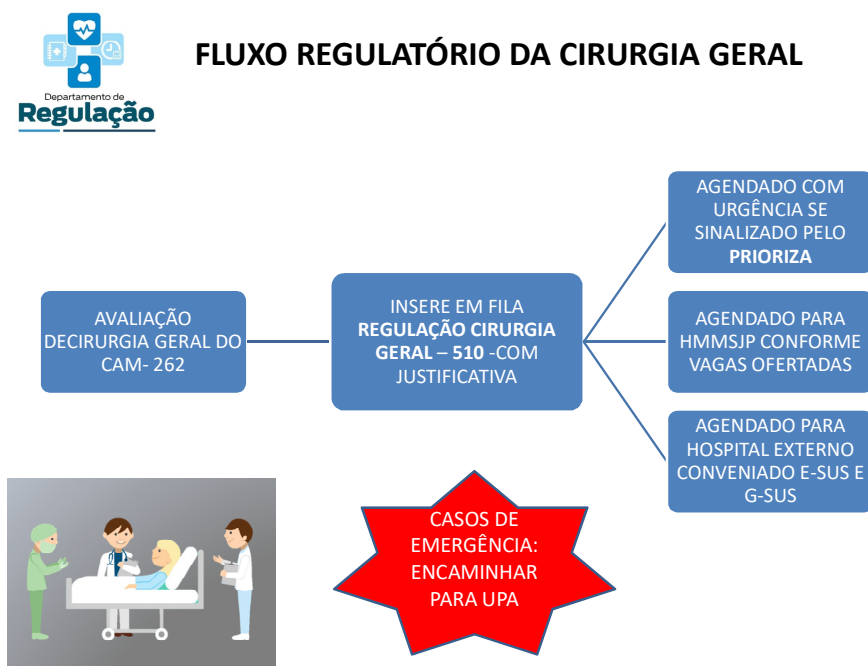 Departamento de
Regulação
FLUXO REGULATÓRIO DA CIRURGIA GERAL
AVALIAÇÃO
DECIRURGIA GERAL DO
CAM- 262
INSERE EM FILA
REGULAÇÃO CIRURGIA
GERAL – 510 -COM
JUSTIFICATIVA
AGENDADO COM
URGÊNCIA SE
SINALIZADO PELO
PRIORIZA
AGENDADO PARA
HMMSJP CONFORME
VAGAS OFERTADAS
AGENDADO PARA
HOSPITAL EXTERNO
CONVENIADO E-SUS E
G-SUS
CASOS DE
EMERGÊNCIA:
ENCAMINHAR
PARA UPA